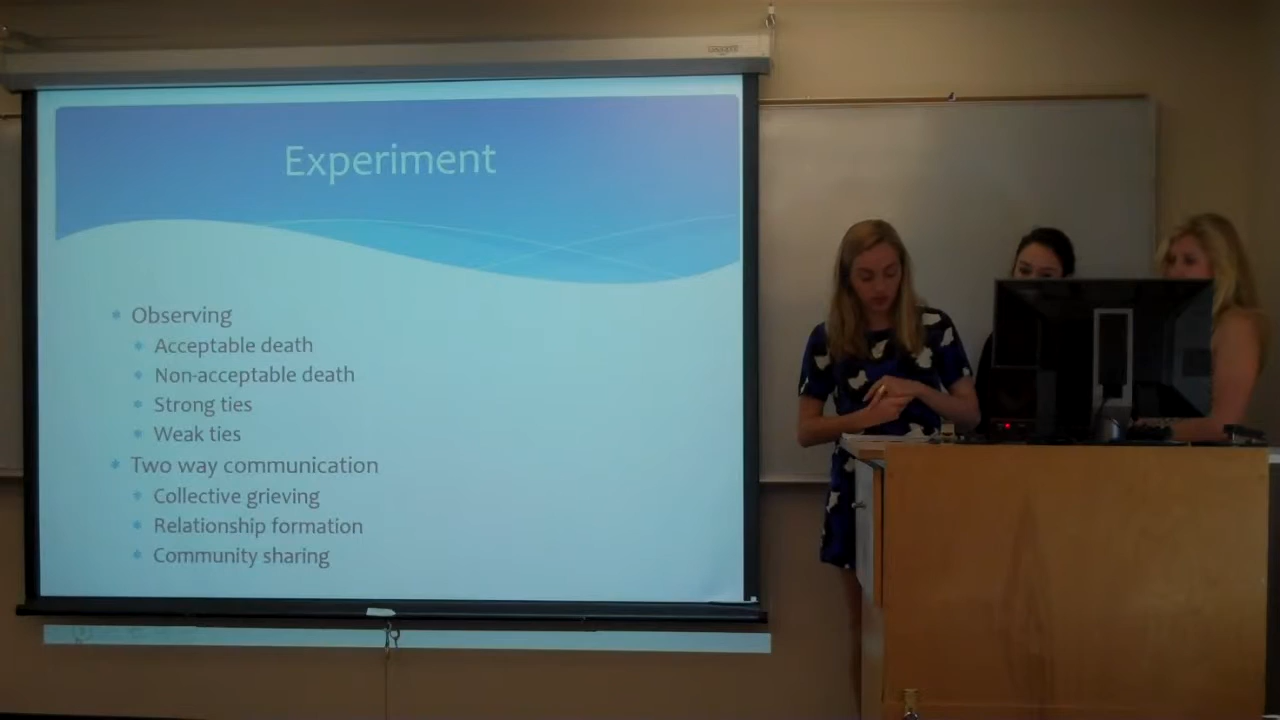 Experiment
Observing
Acceptable death
Non-acceptable death
Strong ties
Weak ties
Two way communication
Collective grieving
Relationship formation
Community sharing